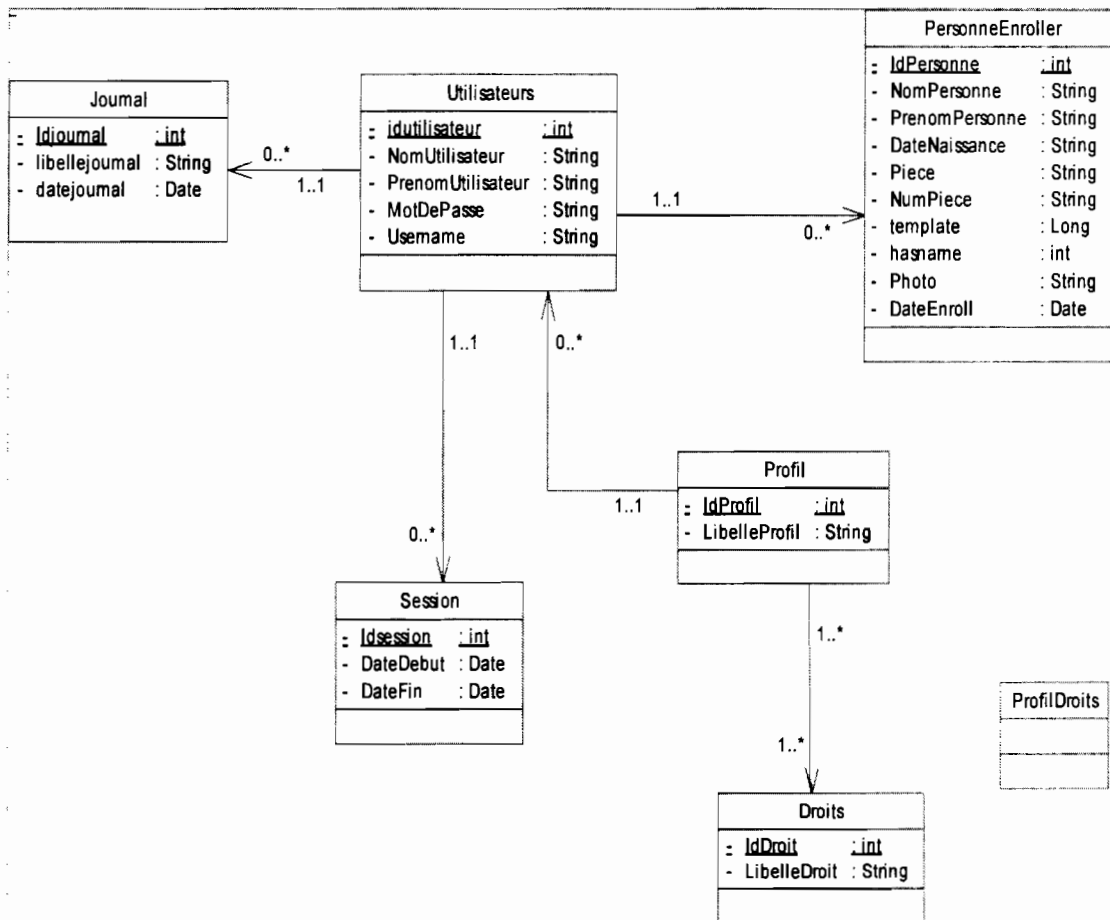 PersonneEnroller
- IdPersonne : int
- NomPersonne : String
- PrenomPersonne : String
- DateNaissance : String
- Piece : String
- NumPiece : String
- template : Long
- hasname : int
- Photo : String
- DateEnroll : Date
Journal
- Idjournal : int
- libellejournal : String
- datejournal : Date
Utilisateurs
- idutilisateur : int
- NomUtilisateur : String
- PrenomUtilisateur : String
- MotDePasse : String
- Username : String
0..*
1..1
1..1
0..*
1..1
0..*
0..*
1..1
Profil
- IdProfil : int
- LibelleProfil : String
Session
- Idsession : int
- DateDebut : Date
- DateFin : Date
1..*
1..*
ProfilDroits
Droits
- IdDroit : int
- LibelleDroit : String